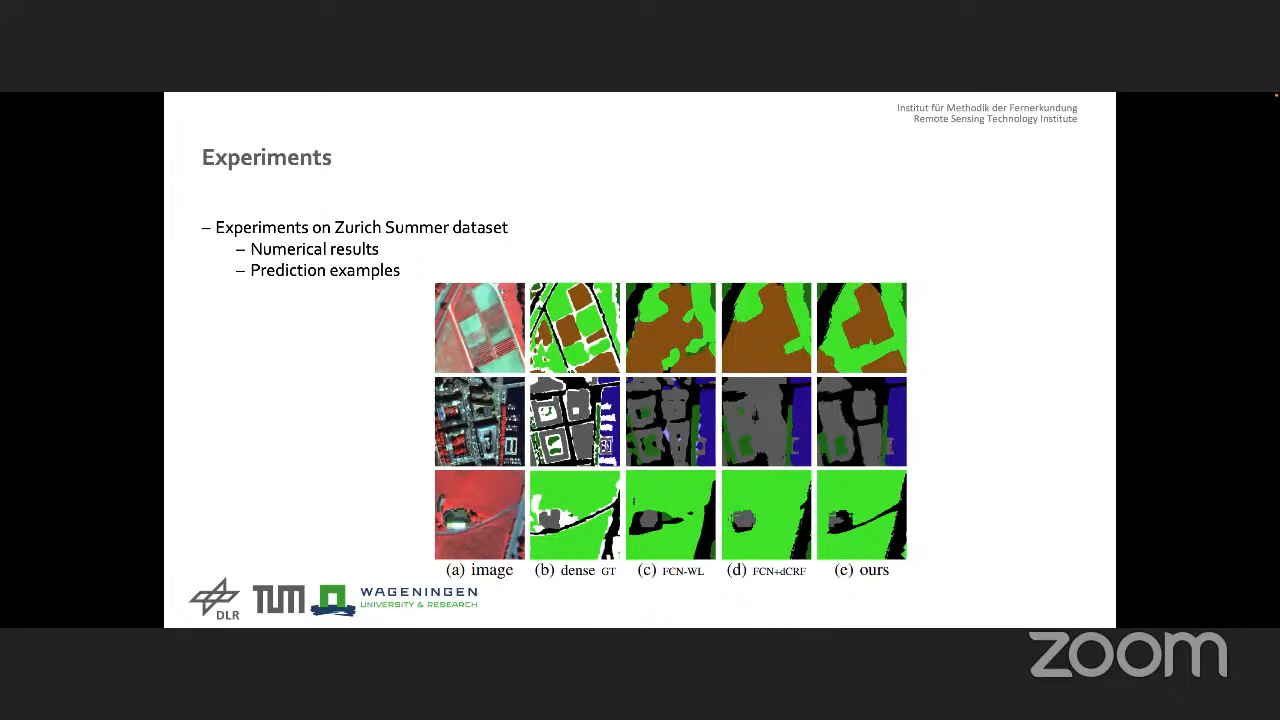 Institut für Methodik der Fernerkundung
Remote Sensing Technology Institute
Experiments
– Experiments on Zurich Summer dataset
– Numerical results
– Prediction examples
(a) image (b) dense GT (c) FCN-WL (d) FCN+dCRF (e) ours
DLR
TUM
WAGENINGEN
UNIVERSITY & RESEARCH
zoom